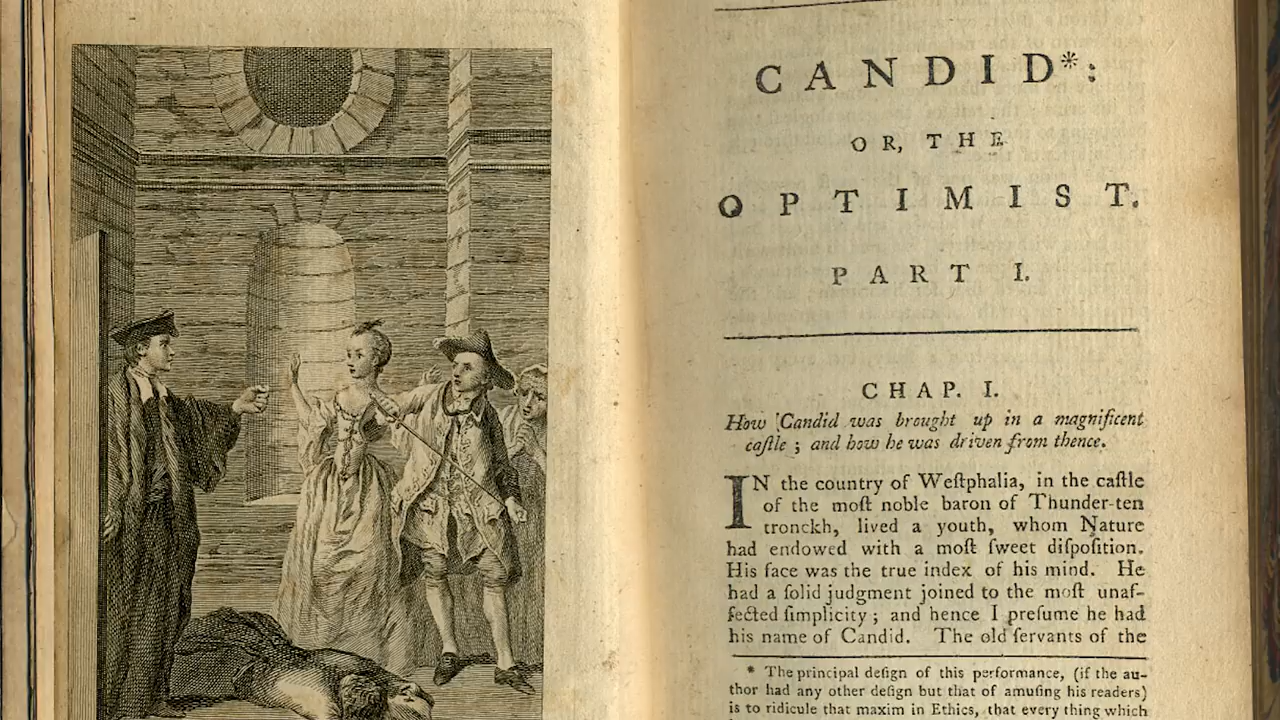 CANDID*:
OR, THE
OPTIMIST.
PART I.
CHAP. I.
How Candid was brought up in a magnificent
caſtle ; and how he was driven from thence.
IN the country of Weſtphalia, in the caſtle
of the moſt noble baron of Thunder-ten
tronckh, lived a youth, whom Nature
had endowed with a moſt ſweet diſpoſition.
His face was the true index of his mind. He
had a ſolid judgment joined to the moſt unaf-
fected ſimplicity ; and hence I preſume he had
his name of Candid. The old ſervants of the
* The principal deſign of this performance, (if the au-
thor had any other deſign but that of amuſing his readers)
is to ridicule that maxim in Ethics, that every thing which